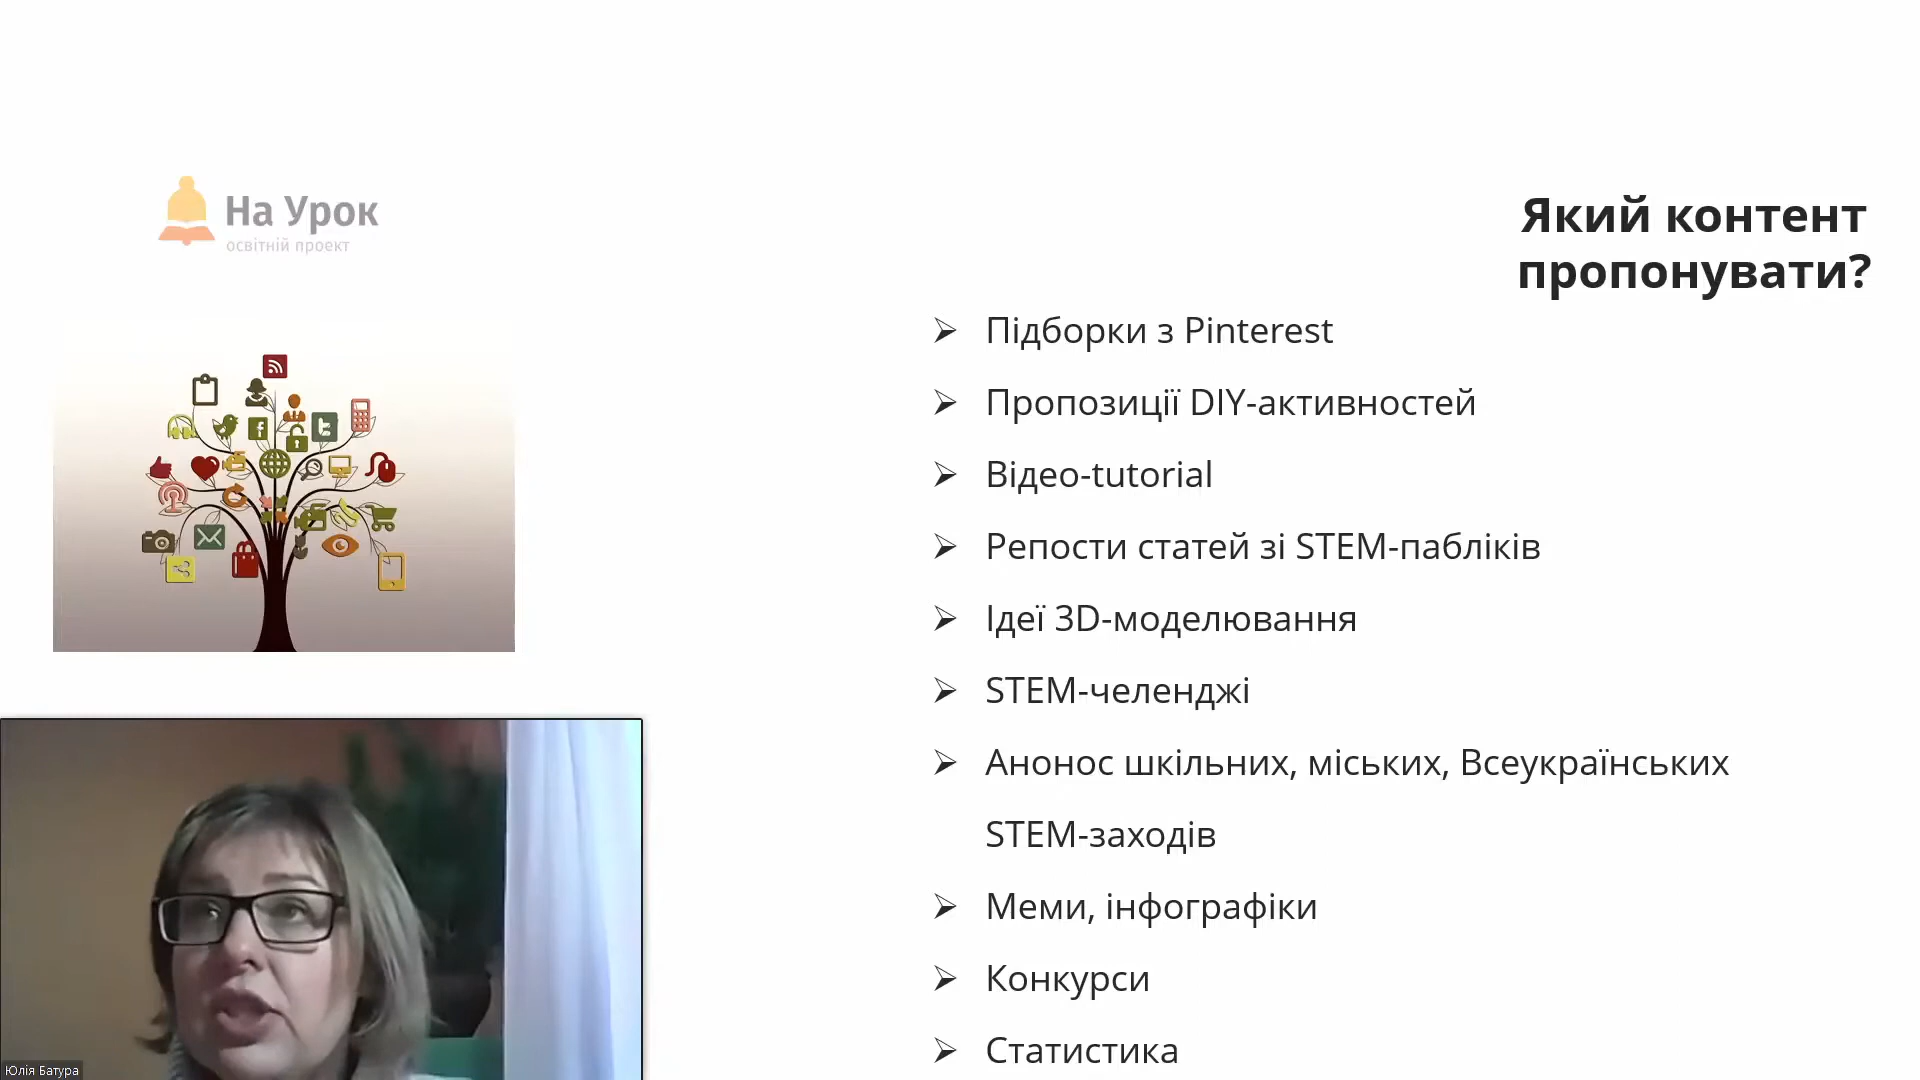 На Урок
освітній проект
Який контент
пропонувати?
Підборки з Pinterest
Пропозиції DIY-активностей
Відео-tutorial
Репости статей зі STEM-пабліків
Ідеї 3D-моделювання
STEM-челенджі
Анонос шкільних, міських, Всеукраїнських
STEM-заходів
Меми, інфографіки
Конкурси
Статистика
Юлія Батура